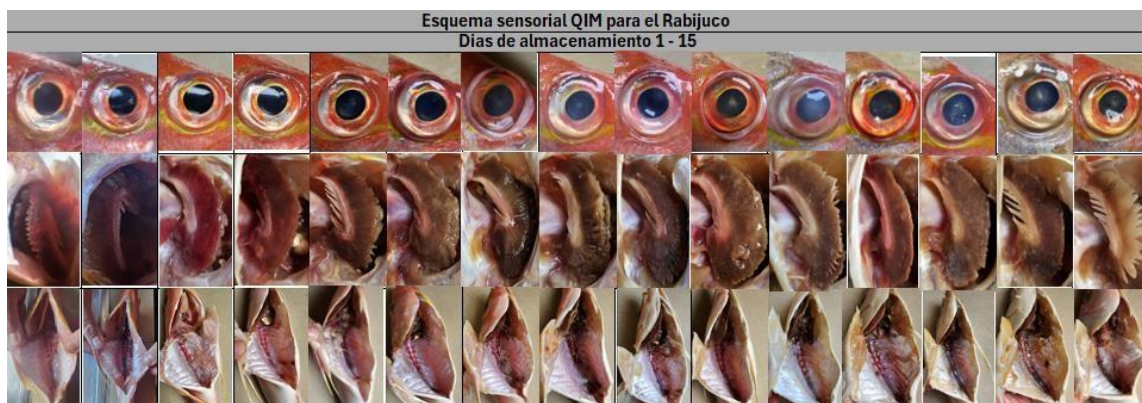 Esquema sensorial QIM para el Rabijuco
Dias de almacenamiento 1 - 15